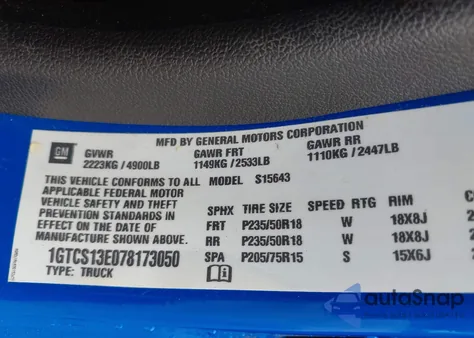 MFD BY GENERAL MOTORS CORPORATION
GM GVWR GAWR FRT GAWR RR
2223KG/4900LB 1149KG/2533LB 1110KG/2447LB
THIS VEHICLE CONFORMS TO ALL MODEL S15643
APPLICABLE FEDERAL MOTOR
VEHICLE SAFETY AND THEFT
PREVENTION STANDARDS IN SPHX TIRE SIZE SPEED RTG RIM
EFFECT ON THE DATE OF FRT P235/50R18 W 18X8J
MANUFACTURE SHOWN ABOVE. RR P235/50R18 W 18X8J
1GTCS13E078173050 SPA P205/75R15 S 15X6J
TYPE: TRUCK
autoSnap